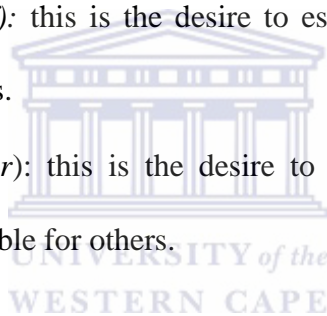 ): this is the desire to es
s.
r): this is the desire to
ble for others.
UNIVERSITY of the
WESTERN CAPE